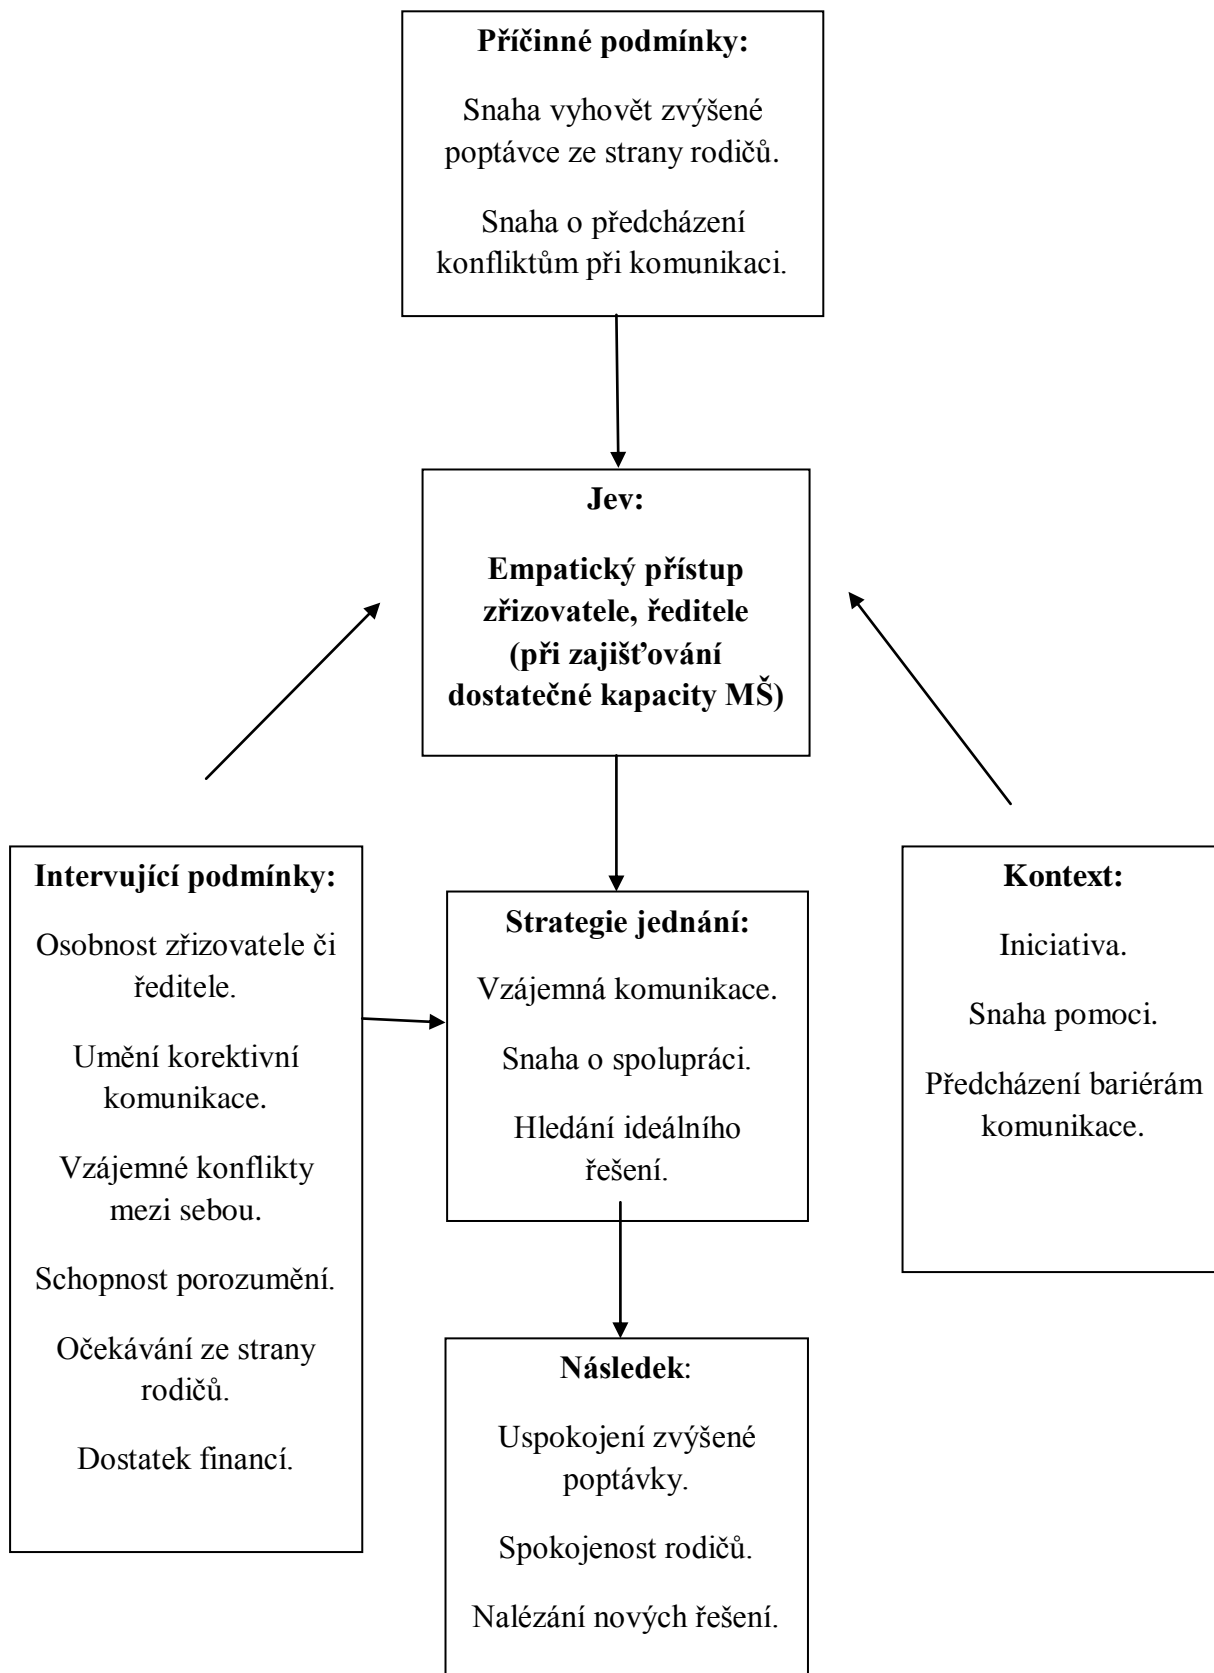 Příčinné podmínky:
Snaha vyhovět zvýšené
poptávce ze strany rodičů.
Snaha o předcházení
konfliktům při komunikaci.
Jev:
Empatický přístup
zřizovatele, ředitele
(při zajišťování
dostatečné kapacity MŠ)
Intervující podmínky:
Osobnost zřizovatele či
ředitele.
Umění korektivní
komunikace.
Vzájemné konflikty
mezi sebou.
Schopnost porozumění.
Očekávání ze strany
rodičů.
Dostatek financí.
Strategie jednání:
Vzájemná komunikace.
Snaha o spolupráci.
Hledání ideálního
řešení.
Kontext:
Iniciativa.
Snaha pomoci.
Předcházení bariérám
komunikace.
Následek:
Uspokojení zvýšené
poptávky.
Spokojenost rodičů.
Nalézání nových řešení.